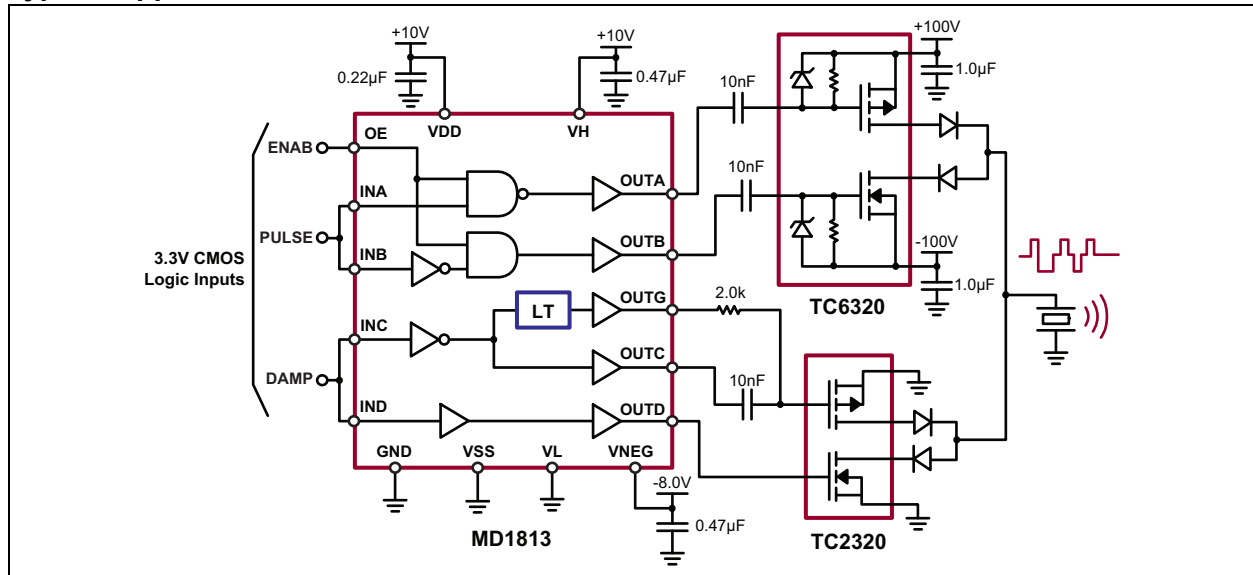 +10V
+10V
+100V
0.22µF
0.47µF
1.0µF
10nF
VDD
VH
OE
ENAB
INA
OUTA
10nF
PULSE
3.3V CMOS
Logic Inputs
INB
OUTB
-100V
1.0µF
2.0k
TC6320
LT
OUTG
INC
OUTC
10nF
DAMP
IND
OUTD
GND
VSS
VL
VNEG
-8.0V
0.47µF
MD1813
TC2320